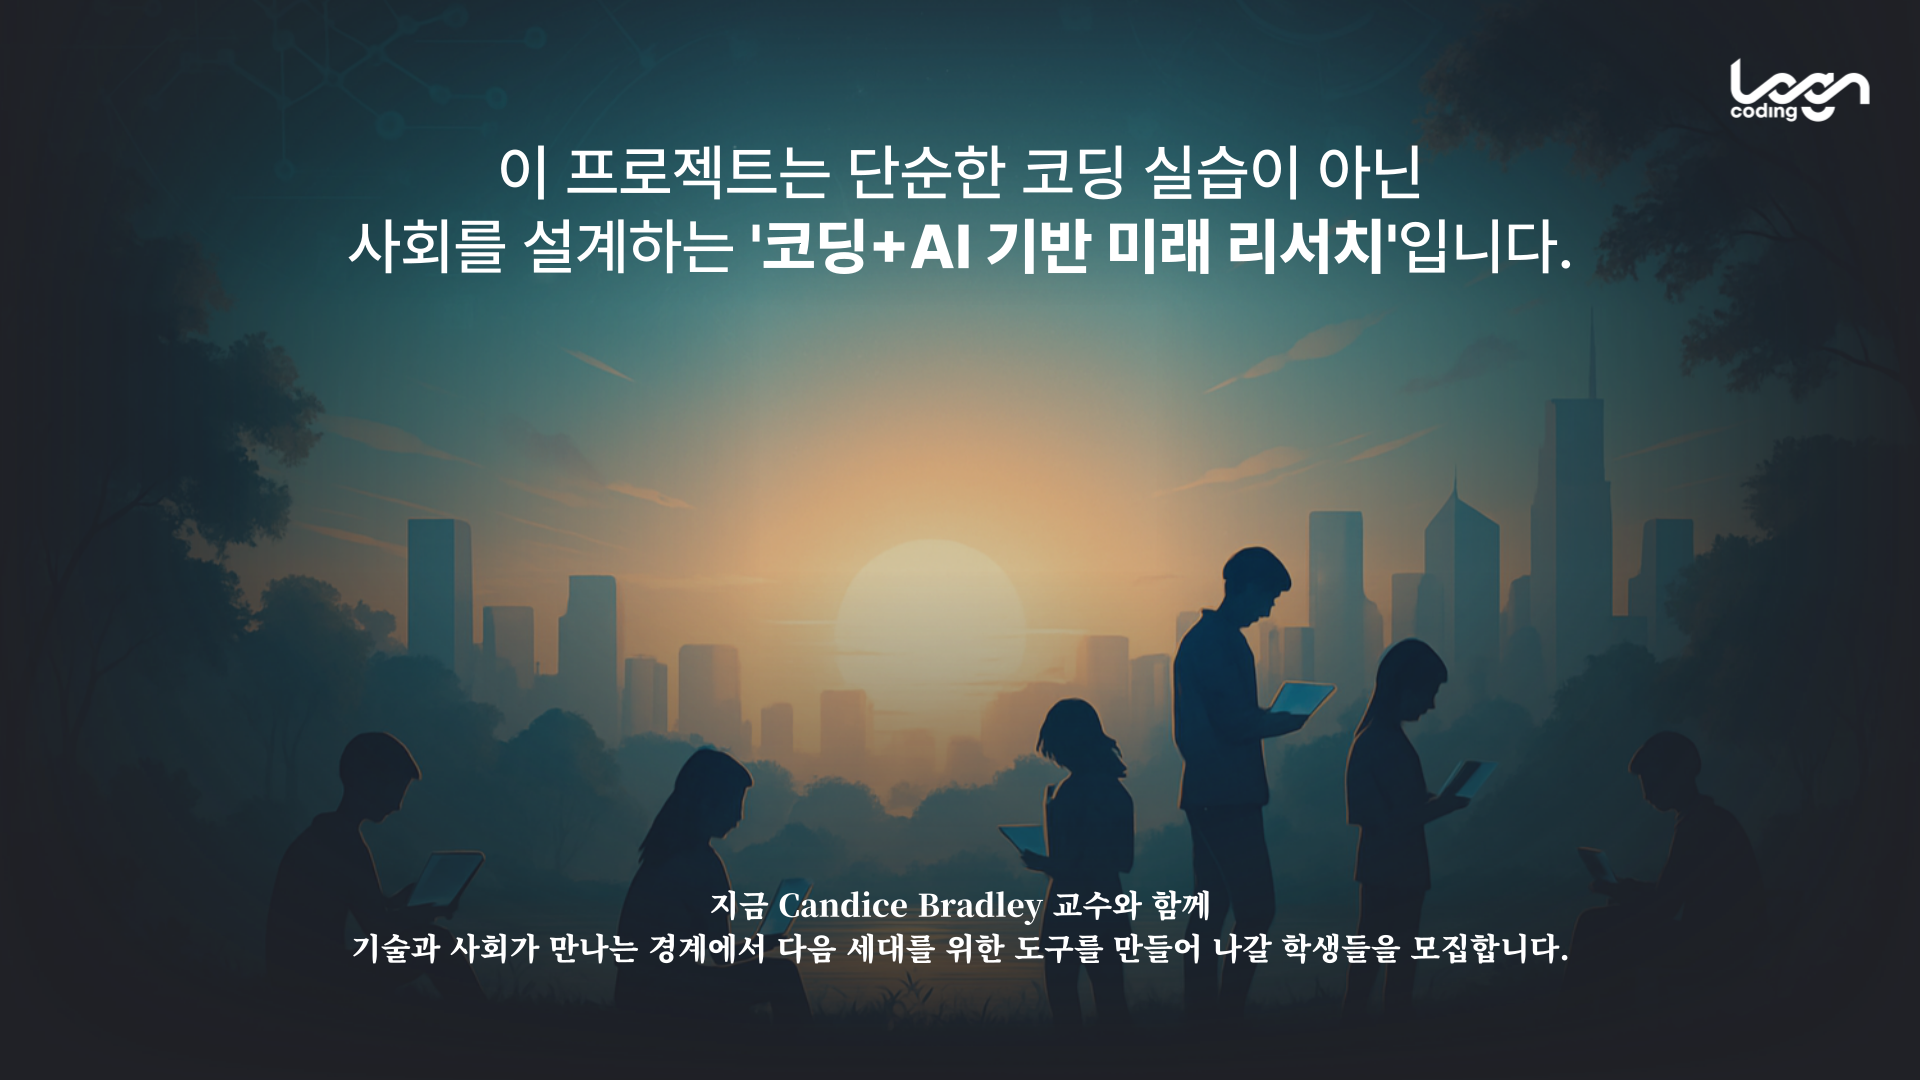 Logn
coding
이 프로젝트는 단순한 코딩 실습이 아닌
사회를 설계하는 '코딩+AI 기반 미래 리서치'입니다.
지금 Candice Bradley 교수와 함께
기술과 사회가 만나는 경계에서 다음 세대를 위한 도구를 만들어 나갈 학생들을 모집합니다.